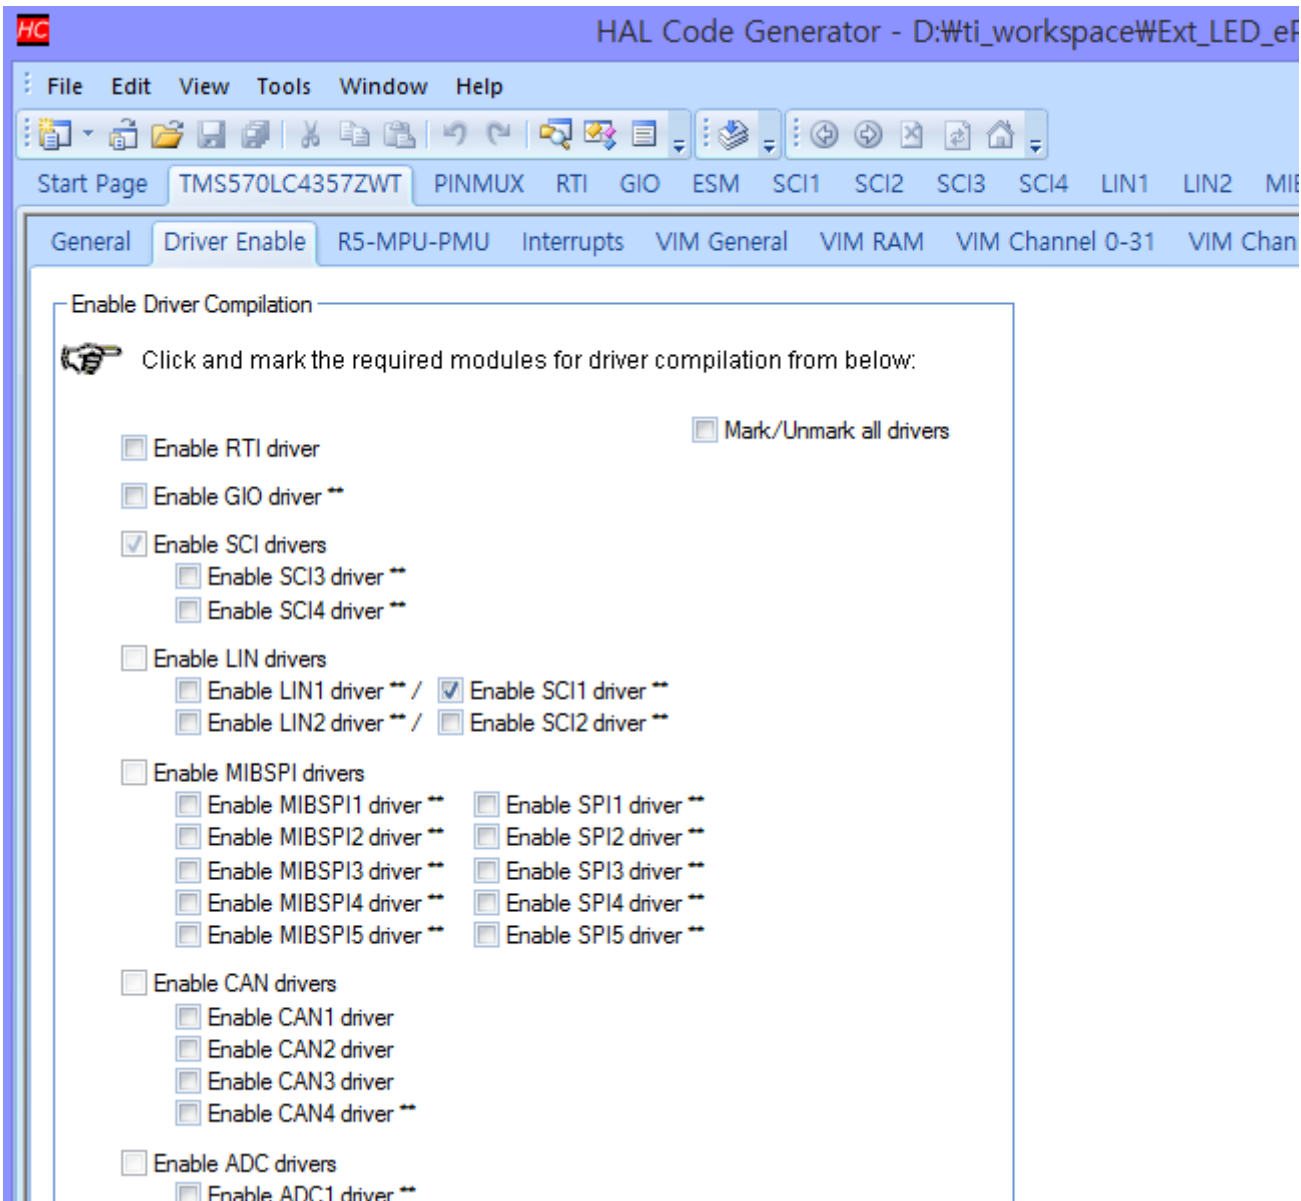 HC HAL Code Generator - D:₩ti_workspace₩Ext_LED_eP
File Edit View Tools Window Help
Start Page TMS570LC4357ZWT PINMUX RTI GIO ESM SCI1 SCI2 SCI3 SCI4 LIN1 LIN2 MIB
General Driver Enable R5-MPU-PMU Interrupts VIM General VIM RAM VIM Channel 0-31 VIM Chan
Enable Driver Compilation
Click and mark the required modules for driver compilation from below:
Mark/Unmark all drivers
Enable RTI driver
Enable GIO driver **
Enable SCI drivers
Enable SCI3 driver **
Enable SCI4 driver **
Enable LIN drivers
Enable LIN1 driver ** / Enable SCI1 driver **
Enable LIN2 driver ** / Enable SCI2 driver **
Enable MIBSPI drivers
Enable MIBSPI1 driver ** Enable SPI1 driver **
Enable MIBSPI2 driver ** Enable SPI2 driver **
Enable MIBSPI3 driver ** Enable SPI3 driver **
Enable MIBSPI4 driver ** Enable SPI4 driver **
Enable MIBSPI5 driver ** Enable SPI5 driver **
Enable CAN drivers
Enable CAN1 driver
Enable CAN2 driver
Enable CAN3 driver
Enable CAN4 driver **
Enable ADC drivers
Enable ADC1 driver **